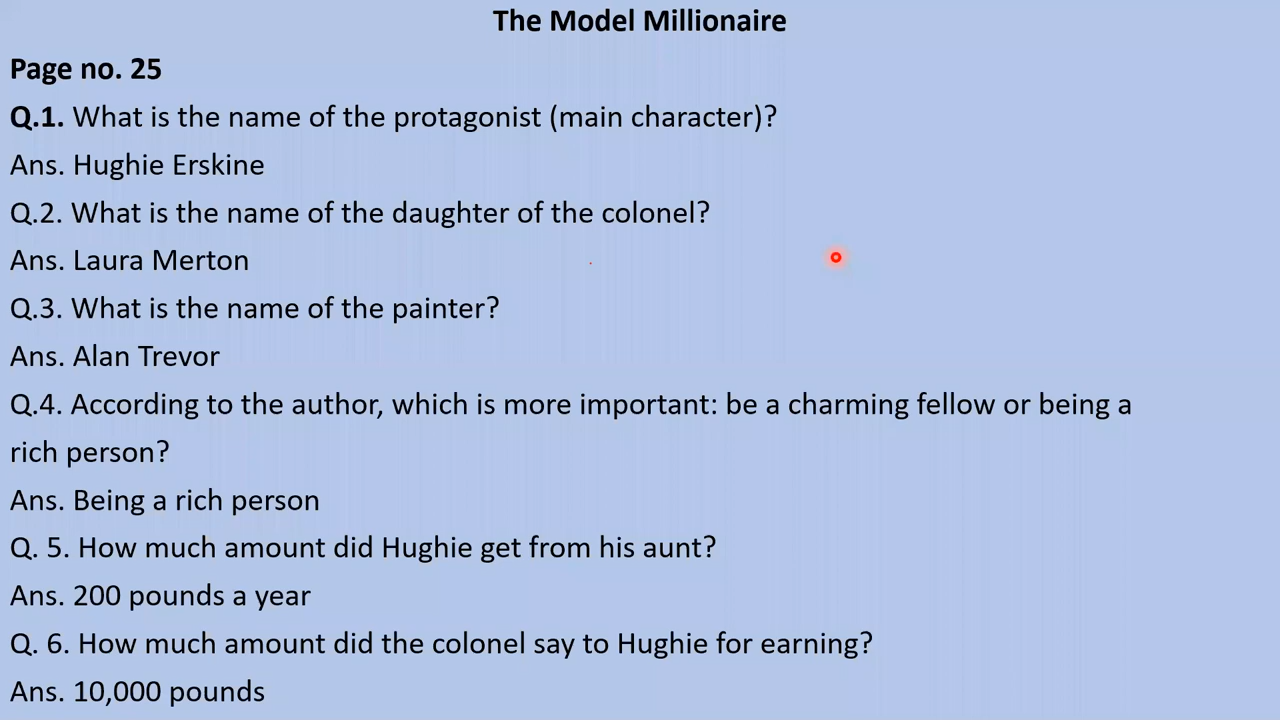 The Model Millionaire
Page no. 25
Q.1. What is the name of the protagonist (main character)?
Ans. Hughie Erskine
Q.2. What is the name of the daughter of the colonel?
Ans. Laura Merton
Q.3. What is the name of the painter?
Ans. Alan Trevor
Q.4. According to the author, which is more important: be a charming fellow or being a
rich person?
Ans. Being a rich person
Q. 5. How much amount did Hughie get from his aunt?
Ans. 200 pounds a year
Q. 6. How much amount did the colonel say to Hughie for earning?
Ans. 10,000 pounds